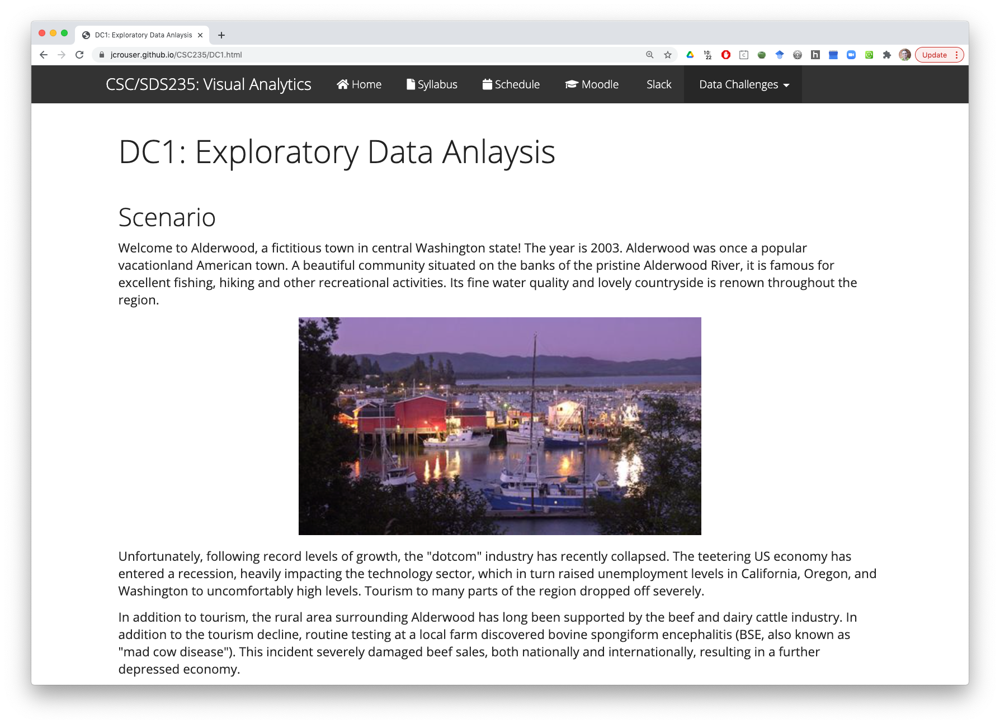 DC1: Exploratory Data Anlaysis
jcrouser.github.io/CSC235/DC1.html
10:
22
C
h
Update
CSC/SDS235: Visual Analytics Home Syllabus Schedule Moodle Slack Data Challenges
DC1: Exploratory Data Anlaysis
Scenario
Welcome to Alderwood, a fictitious town in central Washington state! The year is 2003. Alderwood was once a popular
vacationland American town. A beautiful community situated on the banks of the pristine Alderwood River, it is famous for
excellent fishing, hiking and other recreational activities. Its fine water quality and lovely countryside is renown throughout the
region.
Unfortunately, following record levels of growth, the "dotcom" industry has recently collapsed. The teetering US economy has
entered a recession, heavily impacting the technology sector, which in turn raised unemployment levels in California, Oregon, and
Washington to uncomfortably high levels. Tourism to many parts of the region dropped off severely.
In addition to tourism, the rural area surrounding Alderwood has long been supported by the beef and dairy cattle industry. In
addition to the tourism decline, routine testing at a local farm discovered bovine spongiform encephalitis (BSE, also known as
"mad cow disease"). This incident severely damaged beef sales, both nationally and internationally, resulting in a further
depressed economy.